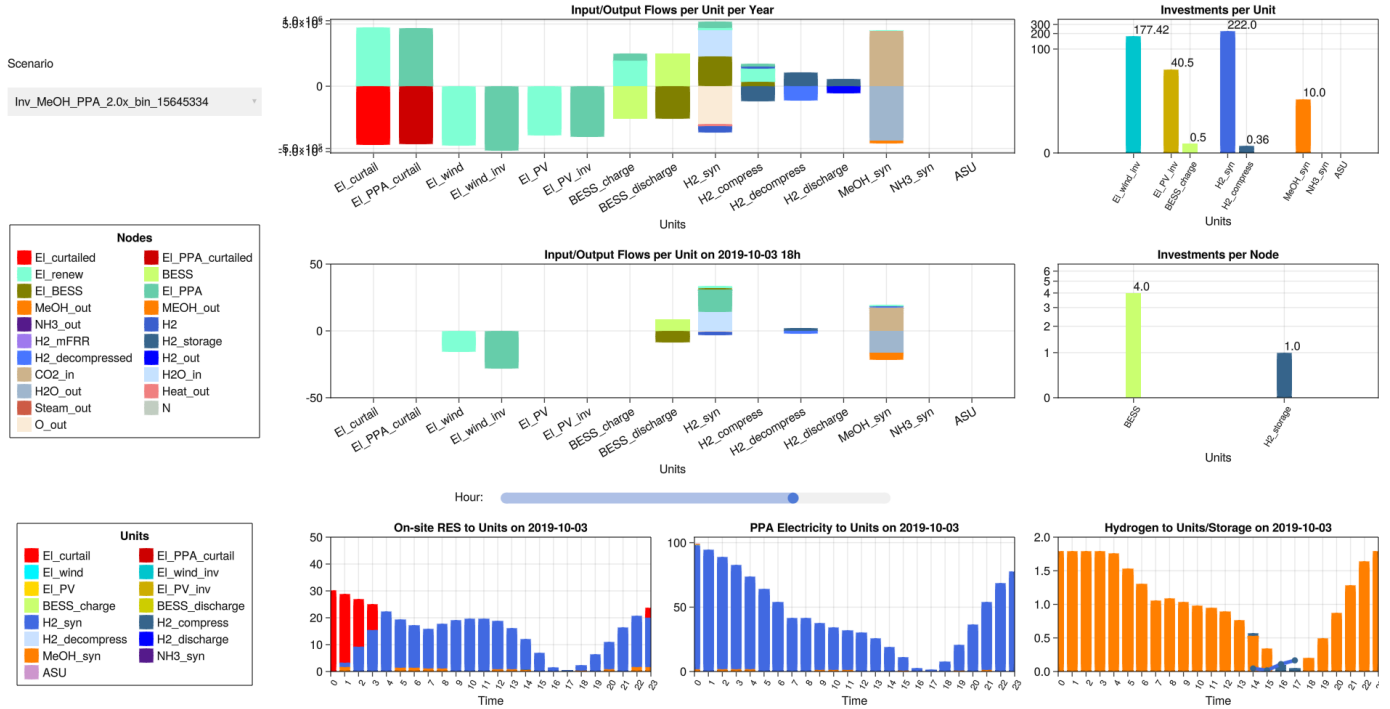 Input/Output Flows per Unit per Year
Investments per Unit
Scenario
Inv_MeOH_PPA_2.0x_bin_15645334
5.0×10⁵
0
El_curtail
El_PPA_curtail
El_wind
El_wind_inv
El_PV
El_PV_inv
BESS_charge
BESS_discharge
H2_syn
H2_compress
H2_decompress
H2_discharge
MeOH_syn
NH3_syn
ASU
Units
300
200
100
0
177.42
40.5
0.5
222.0
0.36
10.0
El_wind_inv
El_PV_inv
BESS_charge
H2_syn
H2_compress
MeOH_syn
NH3_syn
ASU
Units
Nodes
El_curtailed El_PPA_curtailed
El_renew BESS
El_BESS El_PPA
MeOH_out MEOH_out
NH3_out H2
H2_mFRR H2_storage
H2_decompressed H2_out
CO2_in H2O_in
H2O_out Heat_out
Steam_out N
O_out
Input/Output Flows per Unit on 2019-10-03 18h
50
0
-50
El_curtail
El_PPA_curtail
El_wind
El_wind_inv
El_PV
El_PV_inv
BESS_charge
BESS_discharge
H2_syn
H2_compress
H2_decompress
H2_discharge
MeOH_syn
NH3_syn
ASU
Units
Investments per Node
6
5
4
3
2
1
0
4.0
1.0
BESS
H2_storage
Units
Hour:
Units
El_curtail El_PPA_curtail
El_wind El_wind_inv
El_PV El_PV_inv
BESS_charge BESS_discharge
H2_syn H2_compress
H2_decompress H2_discharge
MeOH_syn NH3_syn
ASU
On-site RES to Units on 2019-10-03
50
40
30
20
10
0
0 1 2 3 4 5 6 7 8 9 10 11 12 13 14 15 16 17 18 19 20 21 22 23
Time
PPA Electricity to Units on 2019-10-03
100
50
0
0 1 2 3 4 5 6 7 8 9 10 11 12 13 14 15 16 17 18 19 20 21 22 23
Time
Hydrogen to Units/Storage on 2019-10-03
2.0
1.5
1.0
0.5
0.0
0 1 2 3 4 5 6 7 8 9 10 11 12 13 14 15 16 17 18 19 20 21 22
Time